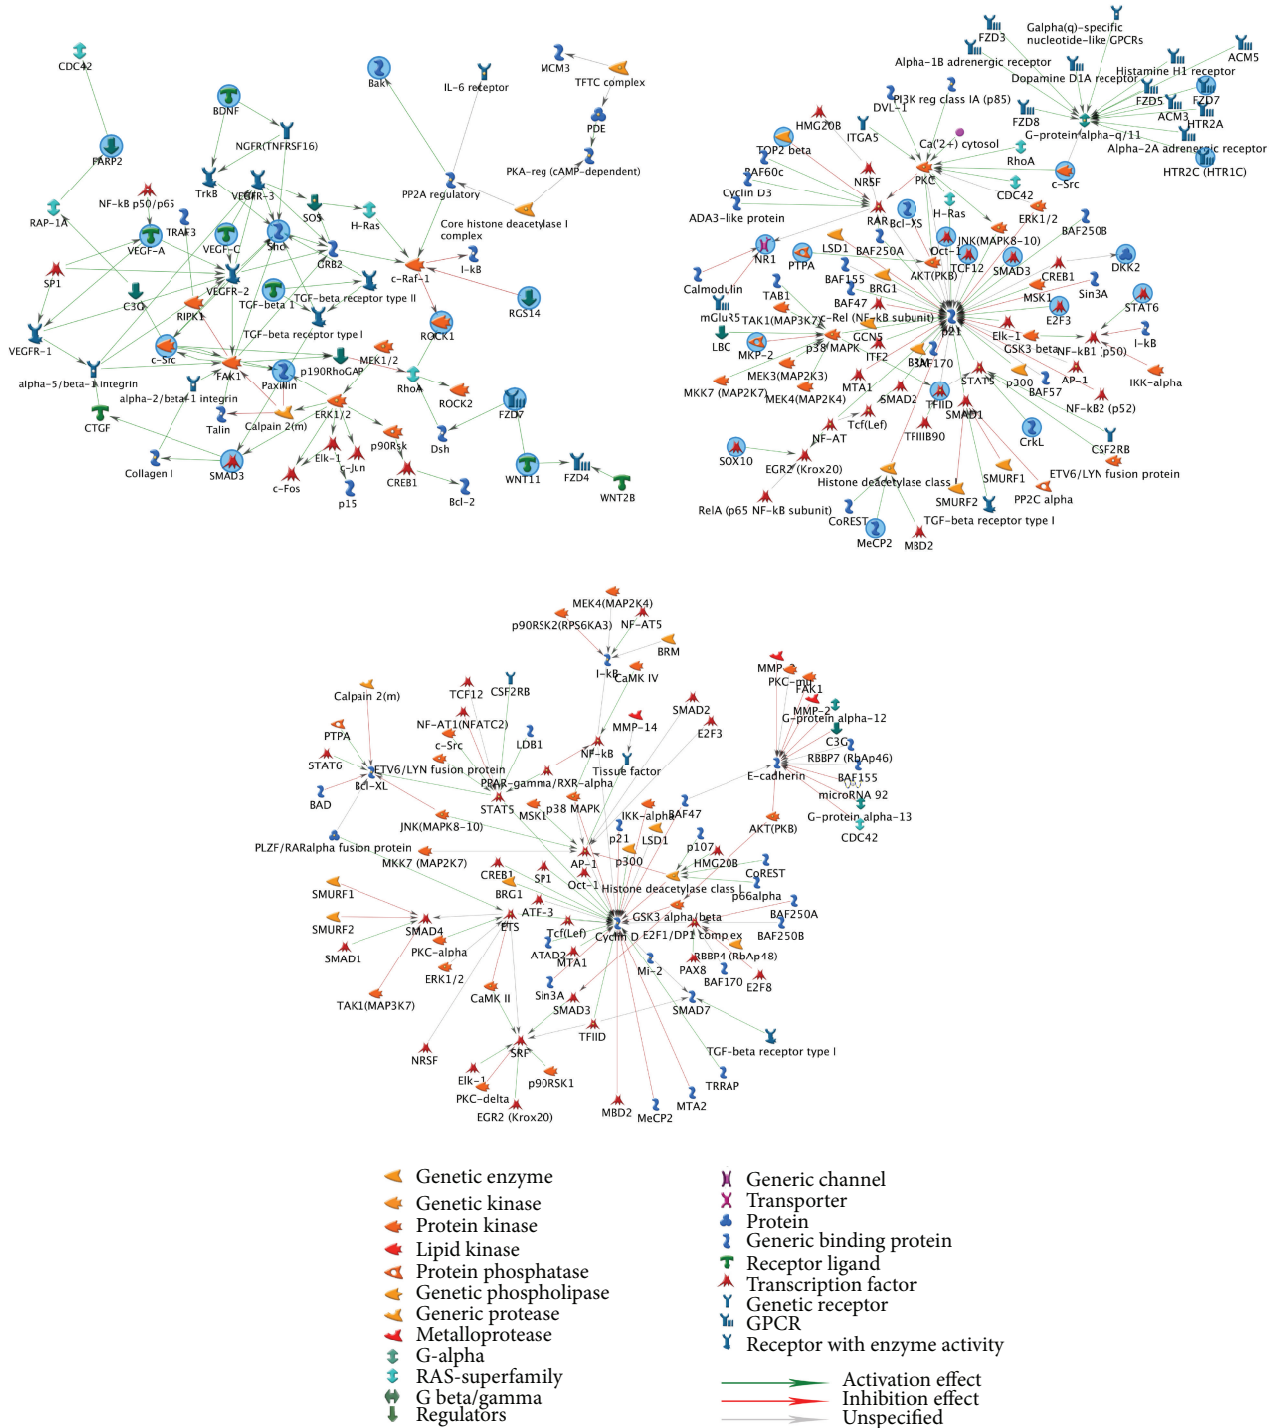 CDC42
Bak
IL-6 receptor
MCM3
TFTC complex
BDNF
PDE
NGFR(TNFRSF16)
PARP2
PKA-reg (cAMP-dependent)
TrkB
VEGFR-3
PP2A regulatory
NF-kB p50/p65
SOS
H-Ras
Core histone deacetylase I
complex
RAP-1A
TRAF3
VEGF-A
VEGF-C
Shc
GRB2
I-kB
c-Raf-1
SP1
VEGFR-2
TGF-beta receptor type II
TGF-beta 1
C3G
RIPK1
RGS14
TGF-beta receptor type I
ROCK1
VEGFR-1
c-Src
MEK1/2
p190RhoGAP
FAK1
RhoA
alpha-5/beta-1 integrin
Paxillin
alpha-2/beta-1 integrin
ROCK2
ERK1/2
FZD7
CTGF
Talin
Calpain 2(m)
p90Rsk
Dsh
Elk-1
c-Jun
Collagen I
SMAD3
c-Fos
CREB1
WNT11
FZD4
p15
Bcl-2
WNT2B
Galpha(q)-specific
nucleotide-like GPCRs
FZD3
ACM5
Alpha-1B adrenergic receptor
Histamine H1 receptor
Dopamine D1A receptor
PI3K reg class IA (p85)
DVL-1
FZD5
FZD7
HMG20B
ITGA5
FZD8
ACM3
HTR2A
G-protein alpha-q/11
Ca('2+) cytosol
TOP2 beta
Alpha-2A adrenergic receptor
RhoA
BAF60c
HTR2C (HTR1C)
NRSF
PKC
c-Src
Cyclin D3
CDC42
H-Ras
ERK1/2
ADA3-like protein
RAR
Bcl-XS
BAF250B
LSD1
Oct-1
JNK(MAPK8-10)
NR1
PTPA
BAF250A
TCF12
SMAD3
DKK2
BAF155
AKT(PKB)
CREB1
Calmodulin
TAB1
BRG1
MSK1
Sin3A
BAF47
STAT6
mGluR5
TAK1(MAP3K7)
c-Rel (NF-kB subunit)
p21
E2F3
Elk-1
I-kB
LBC
p38 MAPK
GCN5
GSK3 beta
NF-kB1 (p50)
MKP-2
ITF2
BRM
BAF170
MEK3(MAP2K3)
STAT5
p300
AP-1
IKK-alpha
MKK7 (MAP2K7)
MEK4(MAP2K4)
MTA1
SMAD2
TFIID
BAF57
SMAD1
NF-kB2 (p52)
Tcf(Lef)
NF-AT
TFIIIB90
CrkL
CSF2RB
SOX10
EGR2 (Krox20)
ETV6/LYN fusion protein
Histone deacetylase class I
SMURF1
SMURF2
PP2C alpha
RelA (p65 NF-kB subunit)
CoREST
TGF-beta receptor type I
MeCP2
MBD2
MEK4(MAP2K4)
p90RSK2(RPS6KA3)
NF-AT5
BRM
I-kB
CaMK IV
MMP-9
PKC-mu
FAK1
Calpain 2(m)
TCF12
CSF2RB
SMAD2
MMP-2
G-protein alpha-12
NF-AT1(NFATC2)
MMP-14
E2F3
C3G
PTPA
c-Src
LDB1
NF-kB
RBBP7 (RbAp46)
STAT6
ETV6/LYN fusion protein
Tissue factor
E-cadherin
BAF155
Bcl-XL
PPAR-gamma/RXR-alpha
microRNA 92
BAD
STAT5
MSK1
p38 MAPK
IKK-alpha
BAF47
G-protein alpha-13
JNK(MAPK8-10)
AKT(PKB)
CDC42
p21
LSD1
PLZF/RARalpha fusion protein
p107
MKK7 (MAP2K7)
AP-1
p300
HMG20B
CREB1
SP1
CoREST
Oct-1
Histone deacetylase class I
SMURF1
BRG1
p66alpha
ATF-3
GSK3 alpha/beta
BAF250A
SMURF2
SMAD4
ETS
Tcf(Lef)
Cyclin D
E2F1/DP1 complex
BAF250B
PKC-alpha
ATAD2
MTA1
RBBP4 (RbAp48)
SMAD1
Mi-2
PAX8
ERK1/2
BAF170
E2F8
CaMK II
Sin3A
TAK1(MAP3K7)
SMAD3
SMAD7
TFIID
NRSF
SRF
TGF-beta receptor type I
Elk-1
p90RSK1
TRRAP
PKC-delta
MTA2
EGR2 (Krox20)
MBD2
MeCP2
Genetic enzyme
Genetic kinase
Protein kinase
Lipid kinase
Protein phosphatase
Genetic phospholipase
Generic protease
Metalloprotease
G-alpha
RAS-superfamily
G beta/gamma
Regulators
Generic channel
Transporter
Protein
Generic binding protein
Receptor ligand
Transcription factor
Genetic receptor
GPCR
Receptor with enzyme activity
Activation effect
Inhibition effect
Unspecified